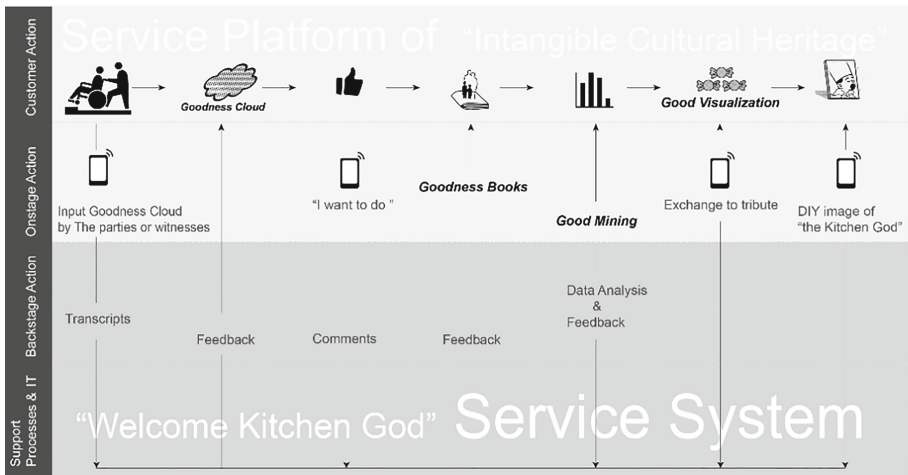 Service Platform of "Intangible Cultural Heritage"
Customer Action
Goodness Cloud
Good Visualization
Onstage Action
Input Goodness Cloud
by The parties or witnesses
"I want to do "
Goodness Books
Good Mining
Exchange to tribute
DIY image of
"the Kitchen God"
Backstage Action
Transcripts
Feedback
Comments
Feedback
Data Analysis
&
Feedback
Support
Processes & IT
"Welcome Kitchen God" Service System